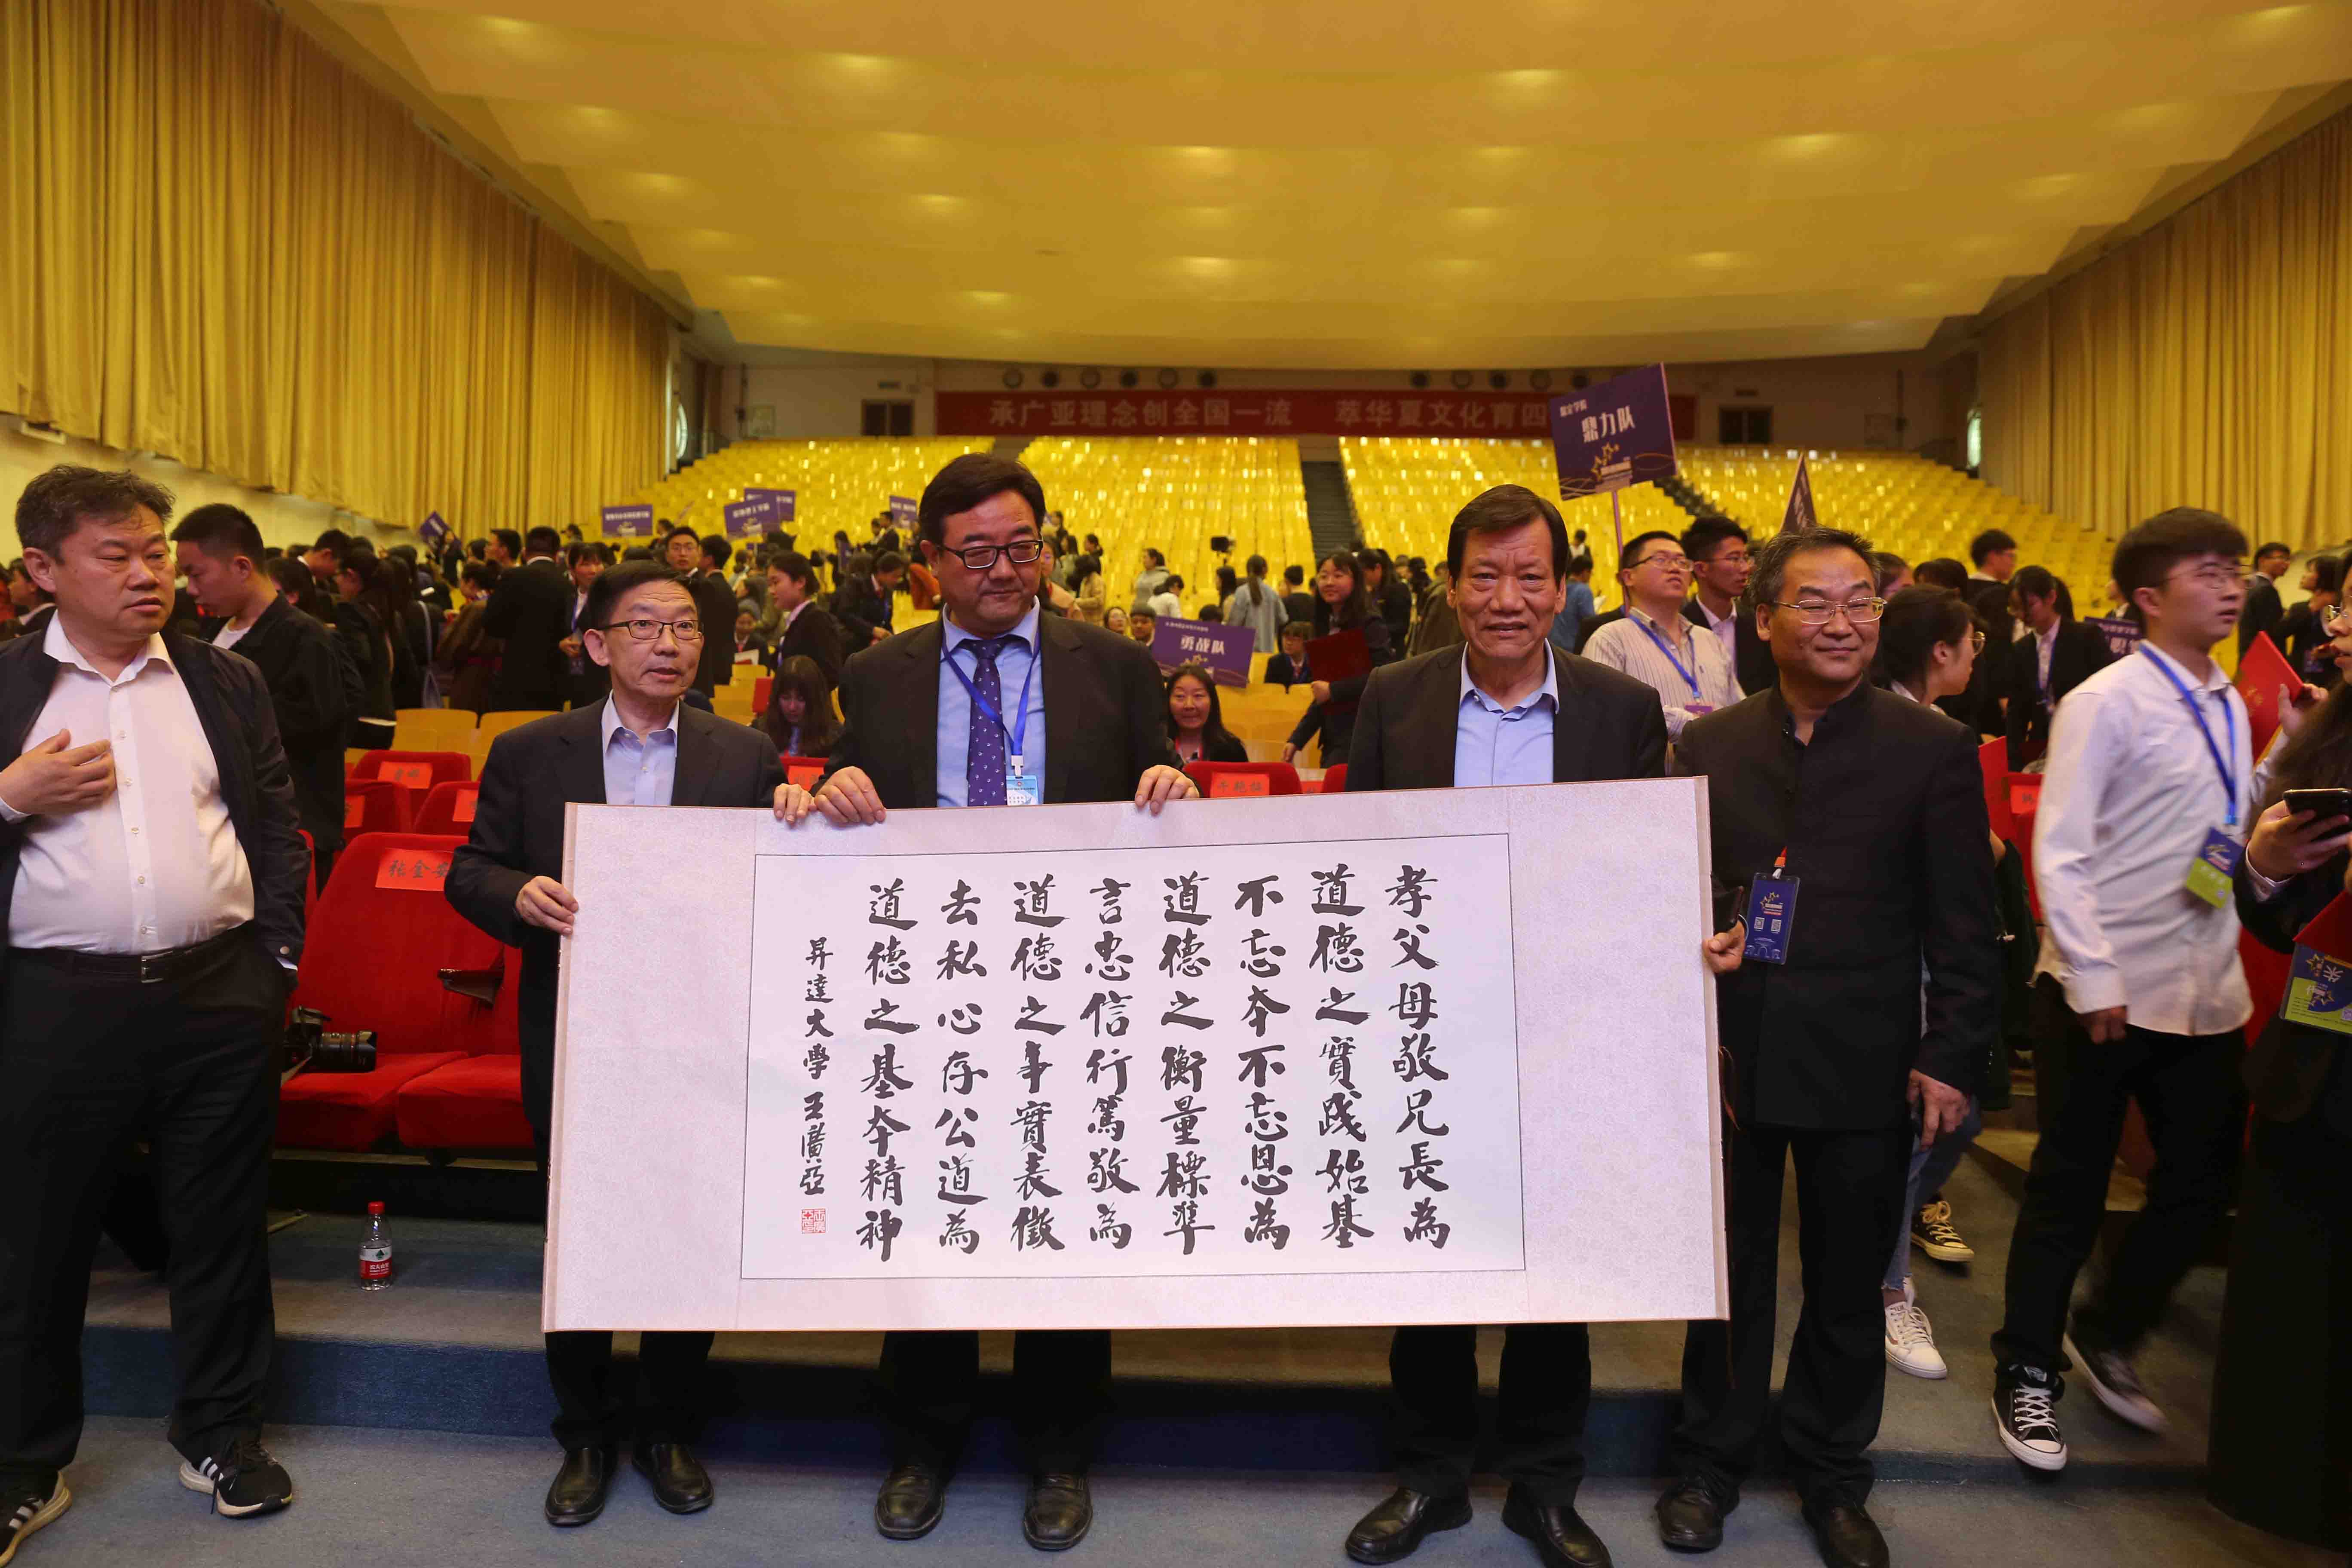 承广亚理念创全国一流 萃华夏文化育四
鼎力队
勇战队
张金安
孝父母敬兄長為
道德之實踐始基
不忘本不忘恩為
道德之衡量標準
言忠信行篤敬為
道德之事實表徵
去私心存公道為
道德之基本精神
昇達大學 王廣亞